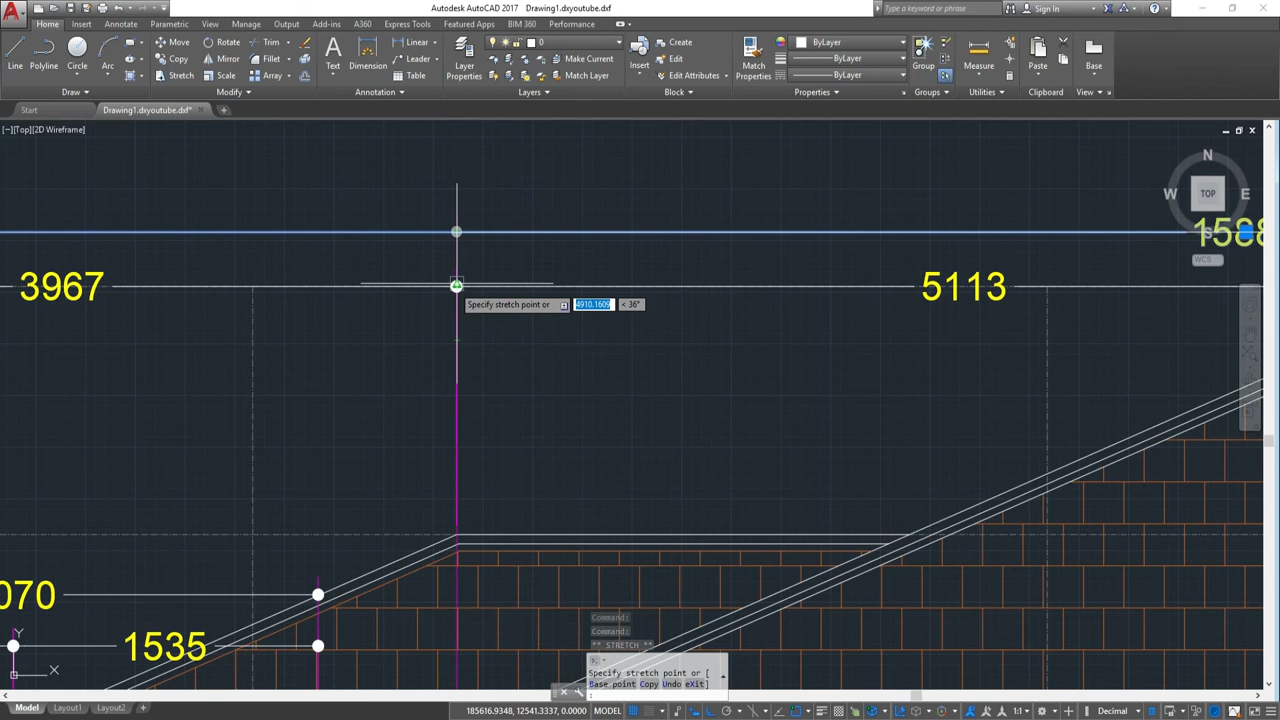 Autodesk AutoCAD 2017 Drawing1.dxyoutube.dxf
Type a keyword or phrase
Sign In
Home Insert Annotate Parametric View Manage Output Add-ins A360 Express Tools Featured Apps BIM 360 Performance
Line Polyline Circle Arc
Move Rotate Trim
Copy Mirror Fillet
Stretch Scale Array
Text Dimension
Linear
Leader
Table
Layer Properties
0
Make Current
Match Layer
Insert
Create
Edit
Edit Attributes
Match Properties
ByLayer
ByLayer
ByLayer
Group
Measure
Paste
Base
Draw Modify Annotation Layers Block Properties Groups Utilities Clipboard View
Start Drawing1.dxyoutube.dxf*
[−][Top][2D Wireframe]
N
W TOP E
S
WCS
1588
3967
5113
Specify stretch point or 4910.1609 < 36°
070
1535
Y
X
Command:
Command:
** STRETCH **
Specify stretch point or [
Base point Copy Undo eXit]
:
Model Layout1 Layout2
185616.9348, 12541.3337, 0.0000 MODEL
1:1
Decimal